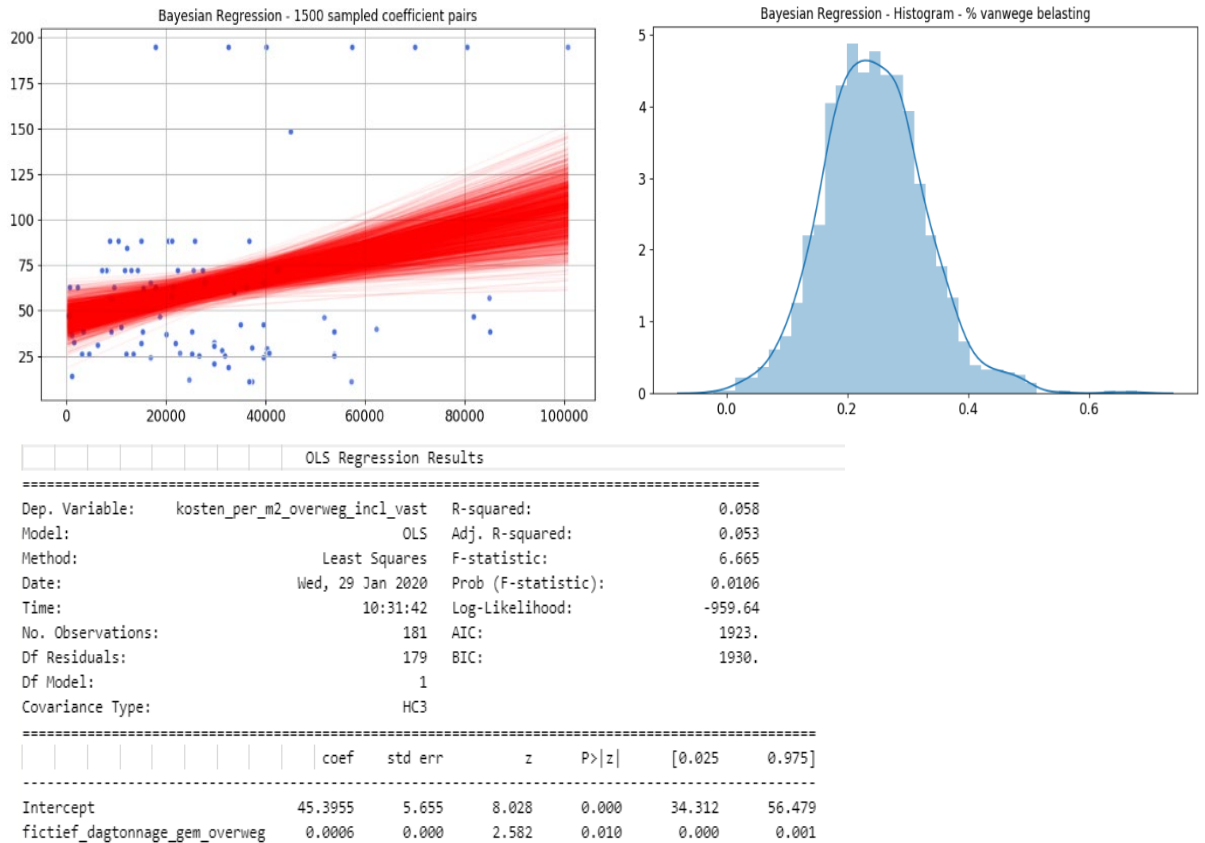 Bayesian Regression - 1500 sampled coefficient pairs
200
175
150
125
100
75
50
25
0 20000 40000 60000 80000 100000
Bayesian Regression - Histogram - % vanwege belasting
5
4
3
2
1
0
0.0 0.2 0.4 0.6
OLS Regression Results
==============================================================================
Dep. Variable: kosten_per_m2_overweg_incl_vast R-squared: 0.058
Model: OLS Adj. R-squared: 0.053
Method: Least Squares F-statistic: 6.665
Date: Wed, 29 Jan 2020 Prob (F-statistic): 0.0106
Time: 10:31:42 Log-Likelihood: -959.64
No. Observations: 181 AIC: 1923.
Df Residuals: 179 BIC: 1930.
Df Model: 1
Covariance Type: HC3
==============================================================================
coef std err z P>|z| [0.025 0.975]
------------------------------------------------------------------------------
Intercept 45.3955 5.655 8.028 0.000 34.312 56.479
fictief_dagtonnage_gem_overweg 0.0006 0.000 2.582 0.010 0.000 0.001